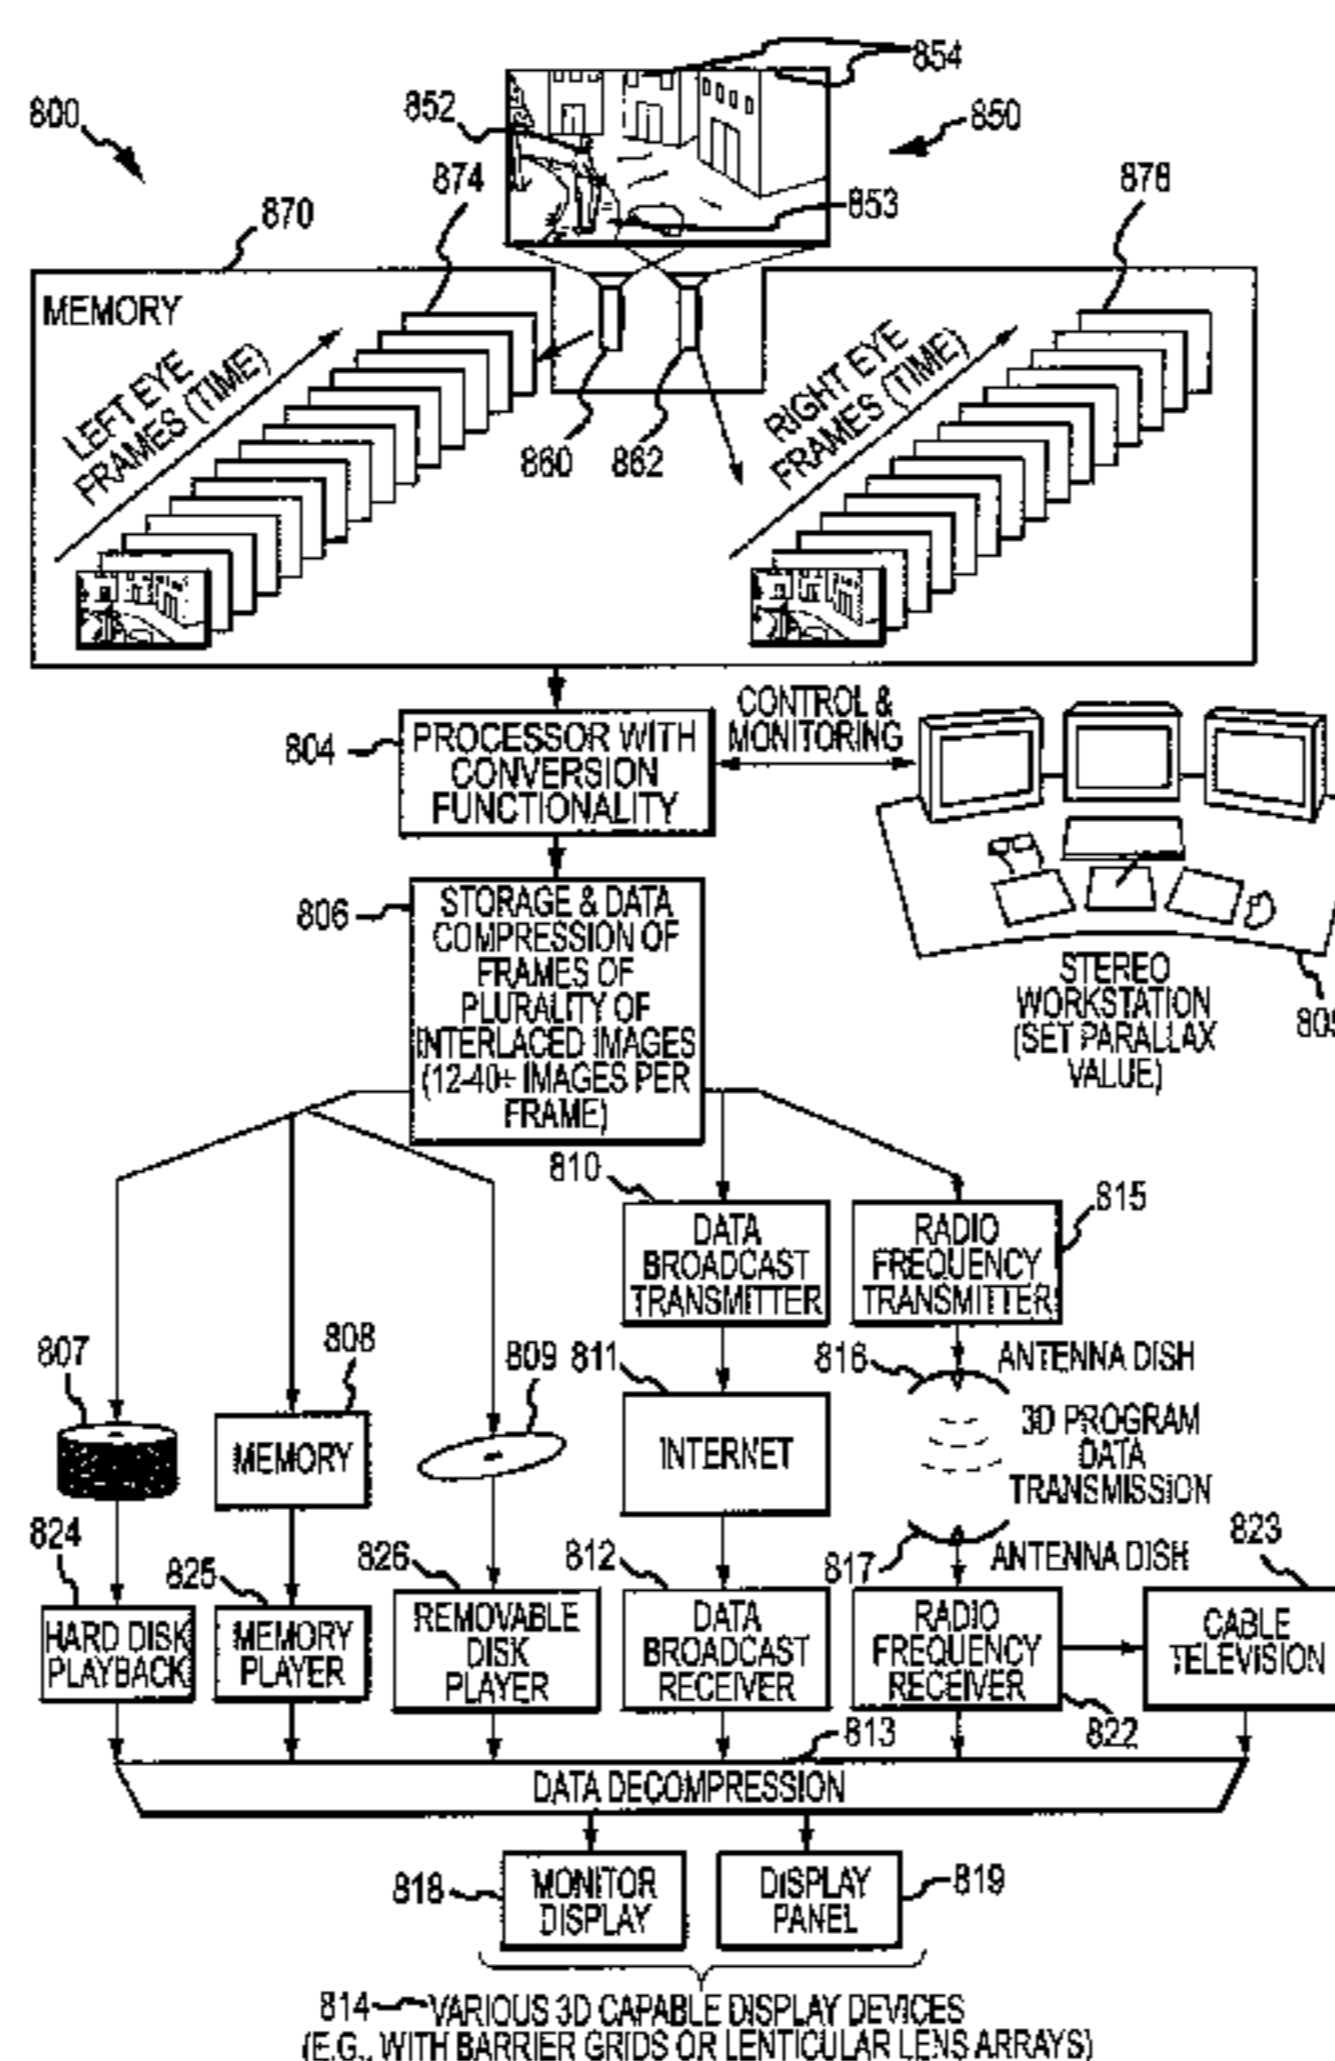 854
800
852
850
874
878
870
853
MEMORY
LEFT EYE
FRAMES (TIME)
RIGHT EYE
FRAMES (TIME)
860
862
804
PROCESSOR WITH
CONVERSION
FUNCTIONALITY
CONTROL &
MONITORING
806
STORAGE & DATA
COMPRESSION OF
FRAMES OF
PLURALITY OF
INTERLACED IMAGES
(12-40+ IMAGES PER
FRAME)
STEREO
WORKSTATION
(SET PARALLAX
VALUE)
810
DATA
BROADCAST
TRANSMITTER
RADIO
FREQUENCY
TRANSMITTER
815
807
808
809
811
816
ANTENNA DISH
MEMORY
INTERNET
3D PROGRAM
DATA
TRANSMISSION
824
825
826
812
817
ANTENNA DISH
823
HARD DISK
PLAYBACK
MEMORY
PLAYER
REMOVABLE
DISK
PLAYER
DATA
BROADCAST
RECEIVER
RADIO
FREQUENCY
RECEIVER
CABLE
TELEVISION
813
822
DATA DECOMPRESSION
818
MONITOR
DISPLAY
DISPLAY
PANEL
819
814
VARIOUS 3D CAPABLE DISPLAY DEVICES
(E.G., WITH BARRIER GRIDS OR LENTICULAR LENS ARRAYS)